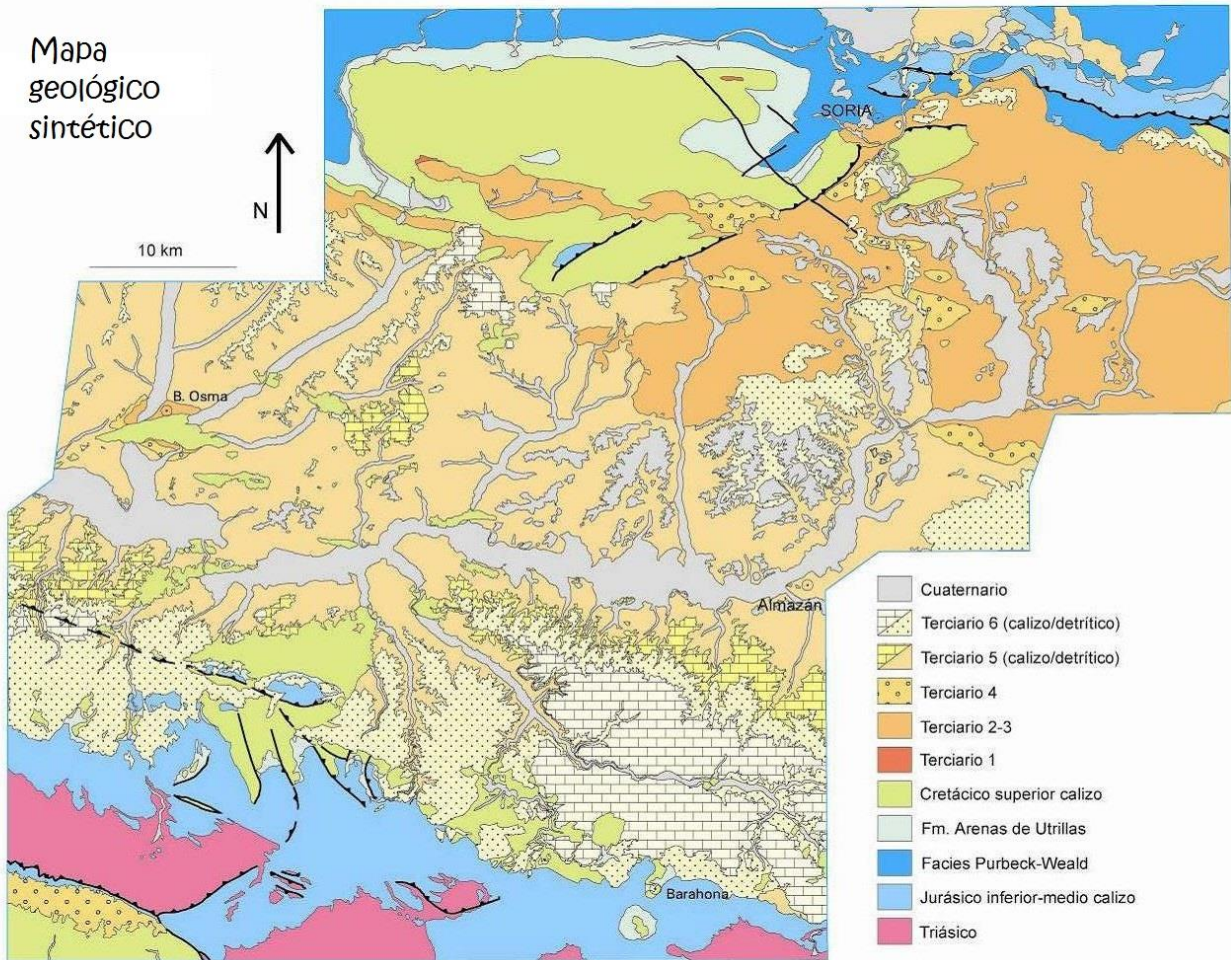 Mapa
geológico
sintético
N
10 km
SORIA
B. Osma
Almazán
Barahona
Cuaternario
Terciario 6 (calizo/detrítico)
Terciario 5 (calizo/detrítico)
Terciario 4
Terciario 2-3
Terciario 1
Cretácico superior calizo
Fm. Arenas de Utrillas
Facies Purbeck-Weald
Jurásico inferior-medio calizo
Triásico